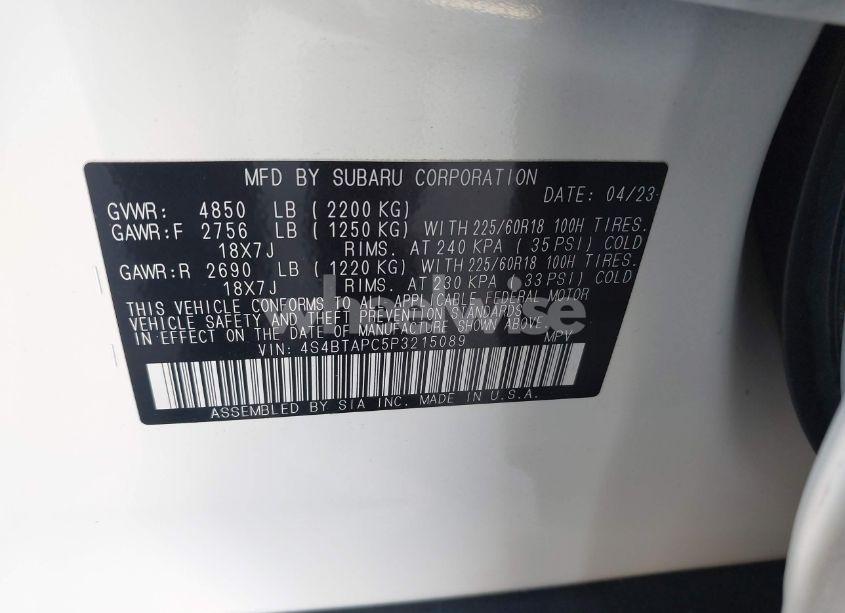 MFD BY SUBARU CORPORATION DATE: 04/23
GVWR: 4850 LB ( 2200 KG)
GAWR:F 2756 LB ( 1250 KG) WITH 225/60R18 100H TIRES.
18X7J RIMS. AT 240 KPA ( 35 PSI) COLD
GAWR:R 2690 LB ( 1220 KG) WITH 225/60R18 100H TIRES.
18X7J RIMS. AT 230 KPA ( 33 PSI) COLD
THIS VEHICLE CONFORMS TO ALL APPLICABLE FEDERAL MOTOR
VEHICLE SAFETY AND THEFT PREVENTION STANDARDS
IN EFFECT ON DATE OF MANUFACTURE SHOWN ABOVE.
VIN: 4S4BTAPC5P3215089 MPV
ASSEMBLED BY SIA INC. MADE IN U.S.A.
wheelwise